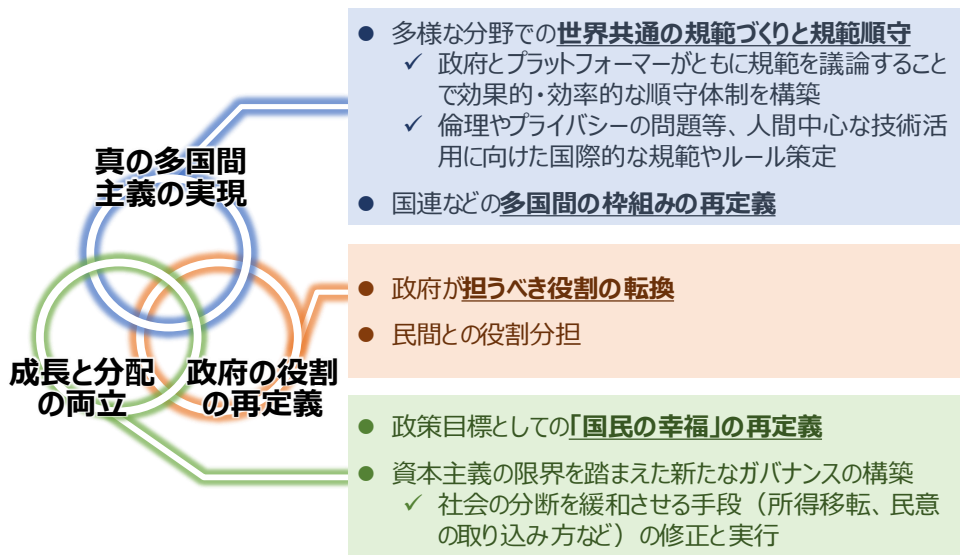 真の多国間
主義の実現
成長と分配
の両立
政府の役割
の再定義
● 多様な分野での世界共通の規範づくりと規範順守
✓ 政府とプラットフォーマーがともに規範を議論すること
で効果的・効率的な順守体制を構築
✓ 倫理やプライバシーの問題等、人間中心な技術活
用に向けた国際的な規範やルール策定
● 国連などの多国間の枠組みの再定義
● 政府が担うべき役割の転換
● 民間との役割分担
● 政策目標としての「国民の幸福」の再定義
● 資本主義の限界を踏まえた新たなガバナンスの構築
✓ 社会の分断を緩和させる手段（所得移転、民意
の取り込み方など）の修正と実行